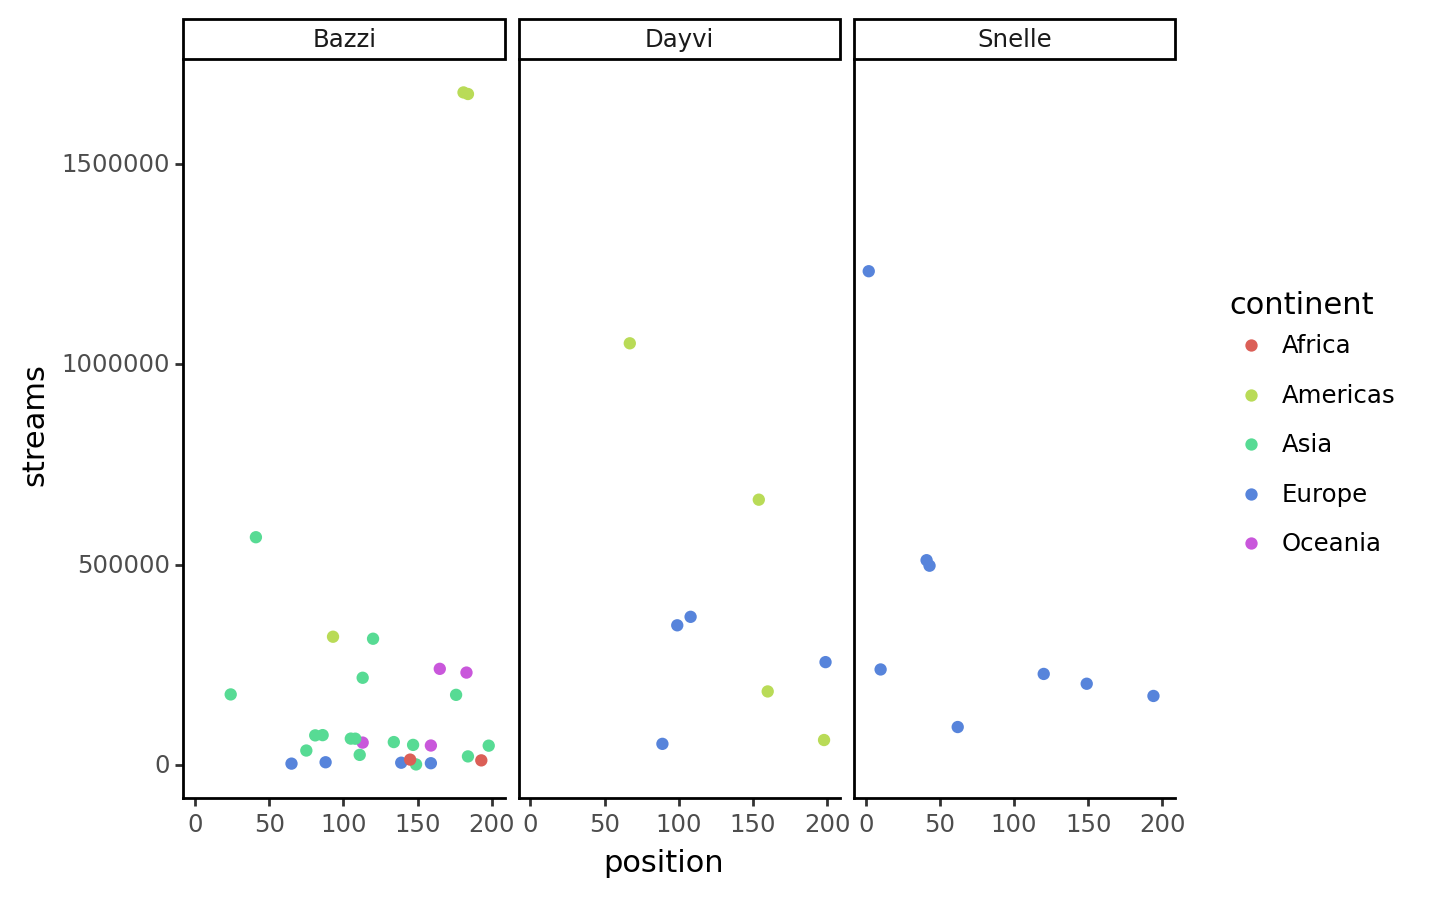 Bazzi Dayvi Snelle
1500000
1000000
500000
0
streams
0 50 100 150 200 0 50 100 150 200 0 50 100 150 200
position
continent
Africa
Americas
Asia
Europe
Oceania